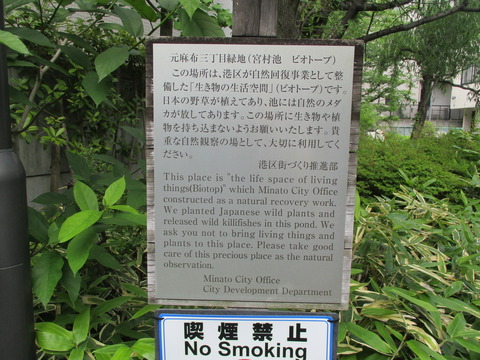 元麻布三丁目緑地(宮村池　ビオトープ)
この場所は、港区が自然回復事業として整
備した「生き物の生活空間」(ビオトープ)です。
日本の野草が植えてあり、池には自然のメダ
カが放してあります。この場所に生き物や植
物を持ち込まないようお願いいたします。貴
重な自然観察の場として、大切に利用してく
ださい。
港区街づくり推進部
This place is "the life space of living
things(Biotop)" which Minato City Office
constructed as a natural recovery work.
We planted Japanese wild plants and
released wild killifishes in this pond. We
ask you not to bring living things and
plants to this place. Please take good
care of this precious place as the natural
observation.
Minato City Office
City Development Department
喫煙禁止
No Smoking